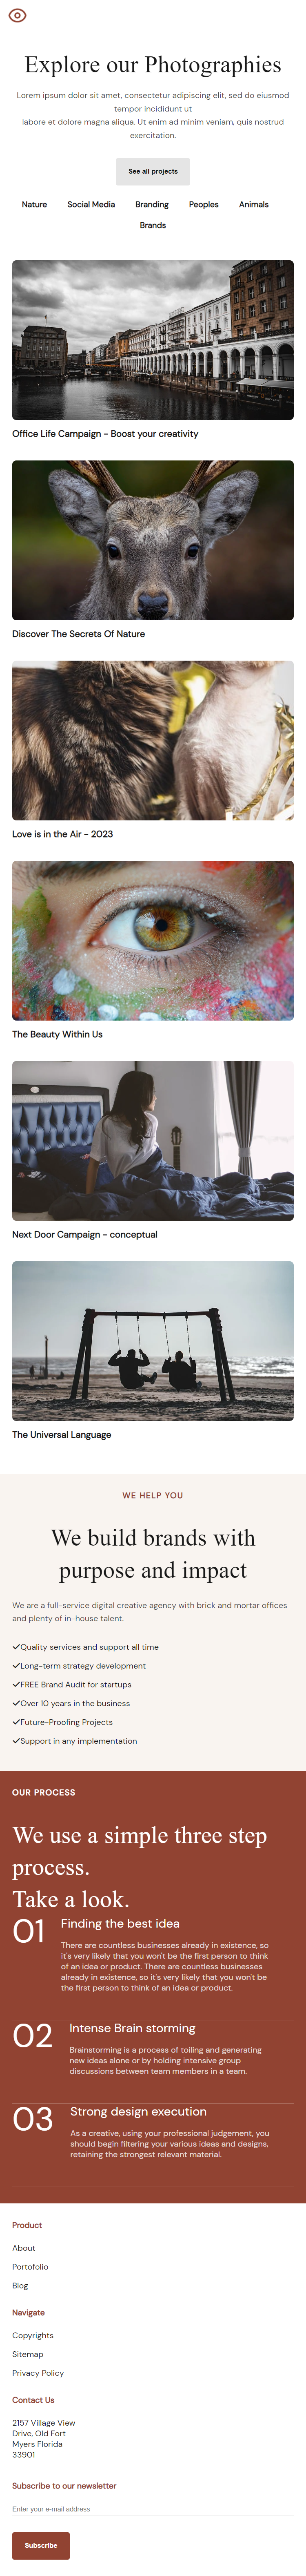 Explore our Photographies
Lorem ipsum dolor sit amet, consectetur adipiscing elit, sed do eiusmod
tempor incididunt ut
labore et dolore magna aliqua. Ut enim ad minim veniam, quis nostrud
exercitation.
See all projects
Nature Social Media Branding Peoples Animals
Brands
Office Life Campaign - Boost your creativity
Discover The Secrets Of Nature
Love is in the Air - 2023
The Beauty Within Us
Next Door Campaign - conceptual
The Universal Language
WE HELP YOU
We build brands with
purpose and impact
We are a full-service digital creative agency with brick and mortar offices
and plenty of in-house talent.
Quality services and support all time
Long-term strategy development
FREE Brand Audit for startups
Over 10 years in the business
Future-Proofing Projects
Support in any implementation
OUR PROCESS
We use a simple three step
process.
Take a look.
01 Finding the best idea
There are countless businesses already in existence, so
it's very likely that you won't be the first person to think
of an idea or product. There are countless businesses
already in existence, so it's very likely that you won't be
the first person to think of an idea or product.
02 Intense Brain storming
Brainstorming is a process of toiling and generating
new ideas alone or by holding intensive group
discussions between team members in a team.
03 Strong design execution
As a creative, using your professional judgement, you
should begin filtering your various ideas and designs,
retaining the strongest relevant material.
Product
About
Portofolio
Blog
Navigate
Copyrights
Sitemap
Privacy Policy
Contact Us
2157 Village View
Drive, Old Fort
Myers Florida
33901
Subscribe to our newsletter
Enter your e-mail address
Subscribe